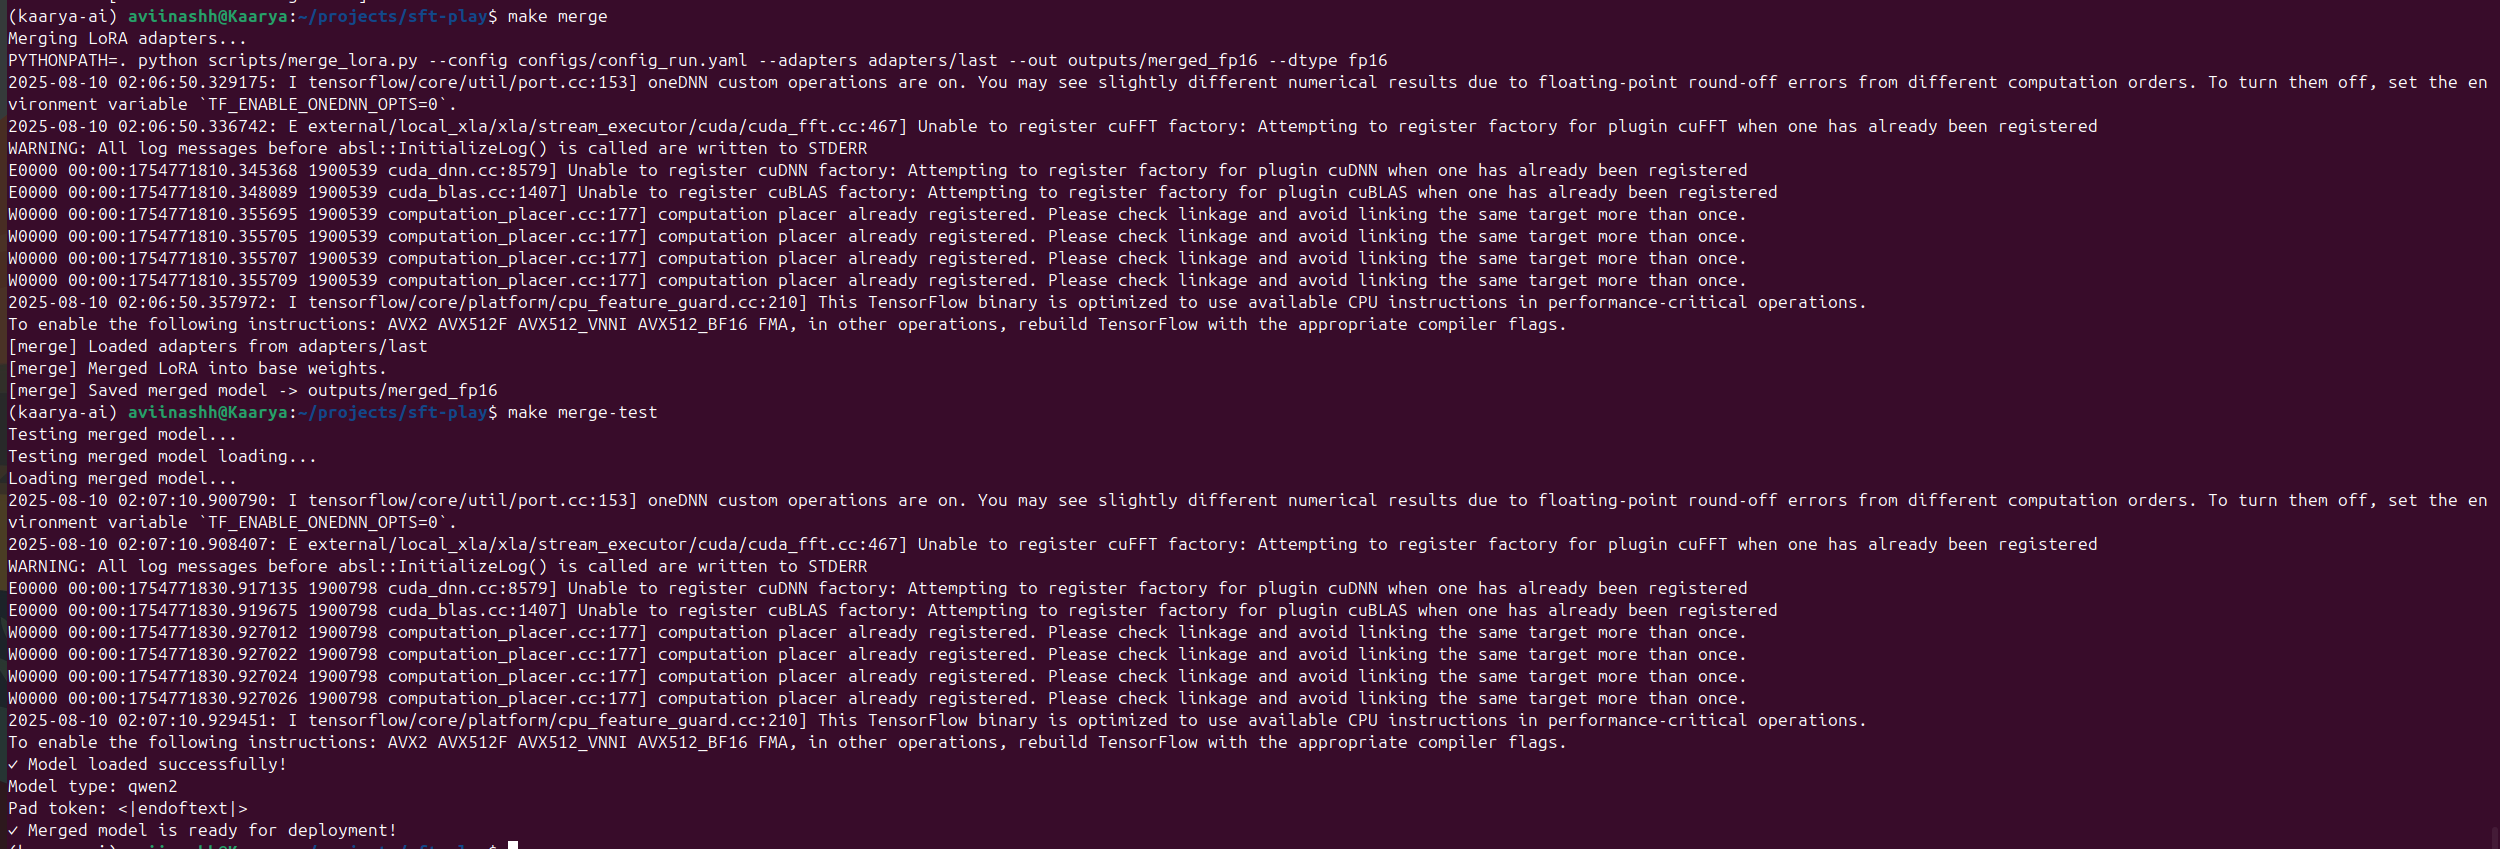 (kaarya-ai) aviinashh@Kaarya:~/projects/sft-play$ make merge
Merging LoRA adapters...
PYTHONPATH=. python scripts/merge_lora.py --config configs/config_run.yaml --adapters adapters/last --out outputs/merged_fp16 --dtype fp16
2025-08-10 02:06:50.329175: I tensorflow/core/util/port.cc:153] oneDNN custom operations are on. You may see slightly different numerical results due to floating-point round-off errors from different computation orders. To turn them off, set the en
vironment variable `TF_ENABLE_ONEDNN_OPTS=0`.
2025-08-10 02:06:50.336742: E external/local_xla/xla/stream_executor/cuda/cuda_fft.cc:467] Unable to register cuFFT factory: Attempting to register factory for plugin cuFFT when one has already been registered
WARNING: All log messages before absl::InitializeLog() is called are written to STDERR
E0000 00:00:1754771810.345368 1900539 cuda_dnn.cc:8579] Unable to register cuDNN factory: Attempting to register factory for plugin cuDNN when one has already been registered
E0000 00:00:1754771810.348089 1900539 cuda_blas.cc:1407] Unable to register cuBLAS factory: Attempting to register factory for plugin cuBLAS when one has already been registered
W0000 00:00:1754771810.355695 1900539 computation_placer.cc:177] computation placer already registered. Please check linkage and avoid linking the same target more than once.
W0000 00:00:1754771810.355705 1900539 computation_placer.cc:177] computation placer already registered. Please check linkage and avoid linking the same target more than once.
W0000 00:00:1754771810.355707 1900539 computation_placer.cc:177] computation placer already registered. Please check linkage and avoid linking the same target more than once.
W0000 00:00:1754771810.355709 1900539 computation_placer.cc:177] computation placer already registered. Please check linkage and avoid linking the same target more than once.
2025-08-10 02:06:50.357972: I tensorflow/core/platform/cpu_feature_guard.cc:210] This TensorFlow binary is optimized to use available CPU instructions in performance-critical operations.
To enable the following instructions: AVX2 AVX512F AVX512_VNNI AVX512_BF16 FMA, in other operations, rebuild TensorFlow with the appropriate compiler flags.
[merge] Loaded adapters from adapters/last
[merge] Merged LoRA into base weights.
[merge] Saved merged model -> outputs/merged_fp16
(kaarya-ai) aviinashh@Kaarya:~/projects/sft-play$ make merge-test
Testing merged model...
Testing merged model loading...
Loading merged model...
2025-08-10 02:07:10.900790: I tensorflow/core/util/port.cc:153] oneDNN custom operations are on. You may see slightly different numerical results due to floating-point round-off errors from different computation orders. To turn them off, set the en
vironment variable `TF_ENABLE_ONEDNN_OPTS=0`.
2025-08-10 02:07:10.908407: E external/local_xla/xla/stream_executor/cuda/cuda_fft.cc:467] Unable to register cuFFT factory: Attempting to register factory for plugin cuFFT when one has already been registered
WARNING: All log messages before absl::InitializeLog() is called are written to STDERR
E0000 00:00:1754771830.917135 1900798 cuda_dnn.cc:8579] Unable to register cuDNN factory: Attempting to register factory for plugin cuDNN when one has already been registered
E0000 00:00:1754771830.919675 1900798 cuda_blas.cc:1407] Unable to register cuBLAS factory: Attempting to register factory for plugin cuBLAS when one has already been registered
W0000 00:00:1754771830.927012 1900798 computation_placer.cc:177] computation placer already registered. Please check linkage and avoid linking the same target more than once.
W0000 00:00:1754771830.927022 1900798 computation_placer.cc:177] computation placer already registered. Please check linkage and avoid linking the same target more than once.
W0000 00:00:1754771830.927024 1900798 computation_placer.cc:177] computation placer already registered. Please check linkage and avoid linking the same target more than once.
W0000 00:00:1754771830.927026 1900798 computation_placer.cc:177] computation placer already registered. Please check linkage and avoid linking the same target more than once.
2025-08-10 02:07:10.929451: I tensorflow/core/platform/cpu_feature_guard.cc:210] This TensorFlow binary is optimized to use available CPU instructions in performance-critical operations.
To enable the following instructions: AVX2 AVX512F AVX512_VNNI AVX512_BF16 FMA, in other operations, rebuild TensorFlow with the appropriate compiler flags.
✓ Model loaded successfully!
Model type: qwen2
Pad token: <|endoftext|>
✓ Merged model is ready for deployment!